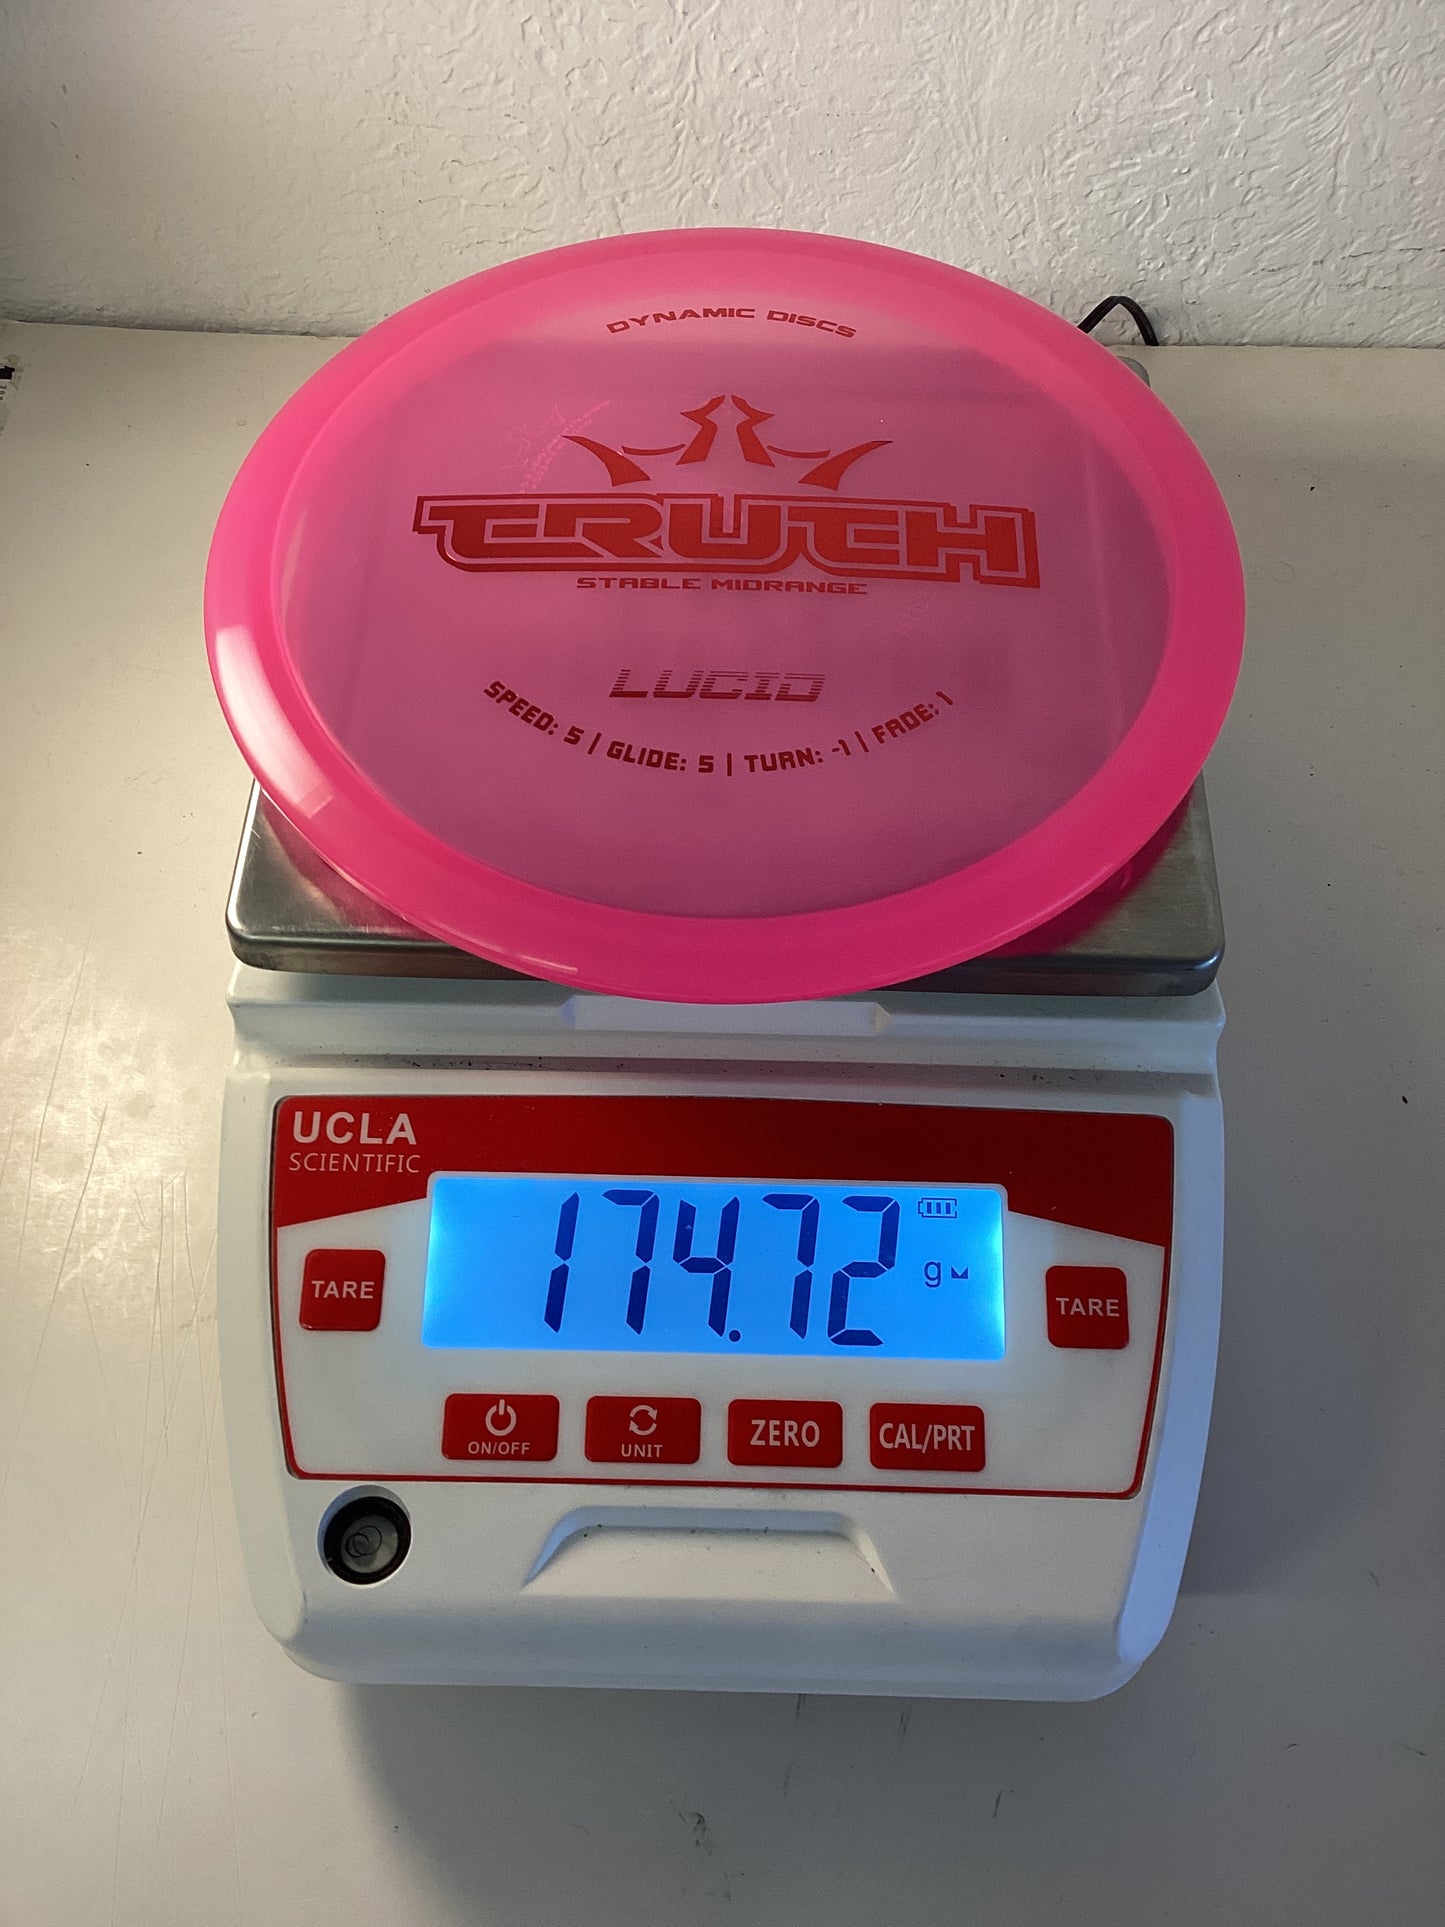 DYNAMIC DISCS
TRUTH
STABLE MIDRANGE
LUCID
SPEED: 5 | GLIDE: 5 | TURN: -1 | FADE: 1
UCLA
SCIENTIFIC
174.72
g
TARE
TARE
ON/OFF
UNIT
ZERO
CAL/PRT